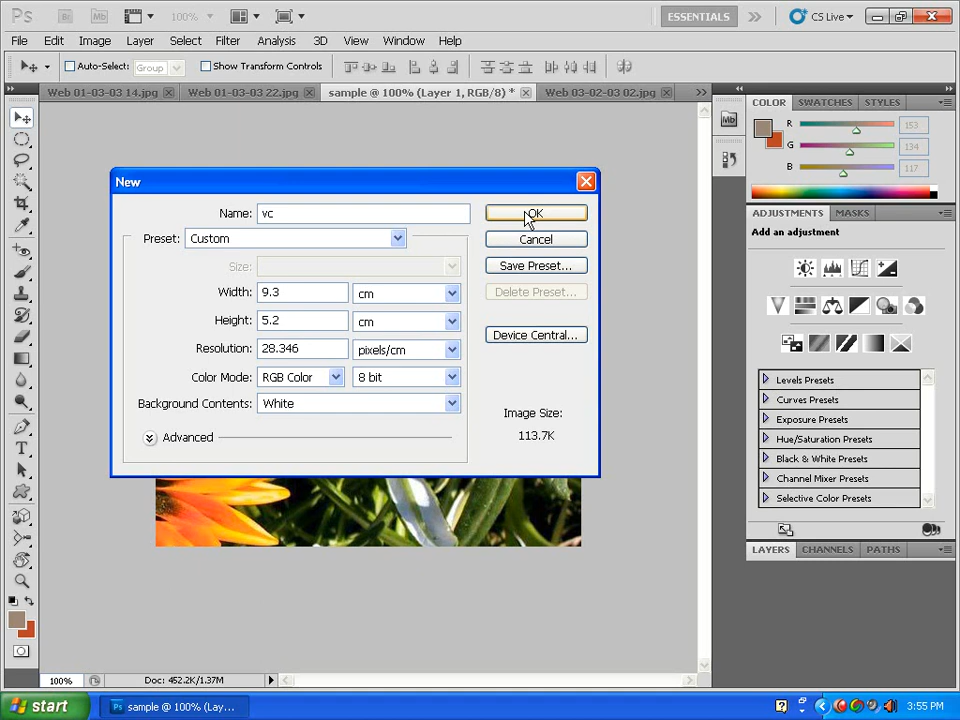 Ps Br Mb 100% ESSENTIALS CS Live
File Edit Image Layer Select Filter Analysis 3D View Window Help
Auto-Select: Group Show Transform Controls
Web 01-03-03 14.jpg Web 01-03-03 22.jpg sample @ 100% (Layer 1, RGB/8) * Web 03-02-03 02.jpg
Mb
COLOR SWATCHES STYLES
R 153
G 134
B 117
ADJUSTMENTS MASKS
Add an adjustment
Levels Presets
Curves Presets
Exposure Presets
Hue/Saturation Presets
Black & White Presets
Channel Mixer Presets
Selective Color Presets
LAYERS CHANNELS PATHS
New
Name: vc OK
Preset: Custom Cancel
Size: Save Preset...
Width: 9.3 cm Delete Preset...
Height: 5.2 cm Device Central...
Resolution: 28.346 pixels/cm
Color Mode: RGB Color 8 bit
Background Contents: White Image Size:
Advanced 113.7K
T
100% Doc: 452.2K/1.37M
start Ps sample @ 100% (Lay... ? 3:55 PM